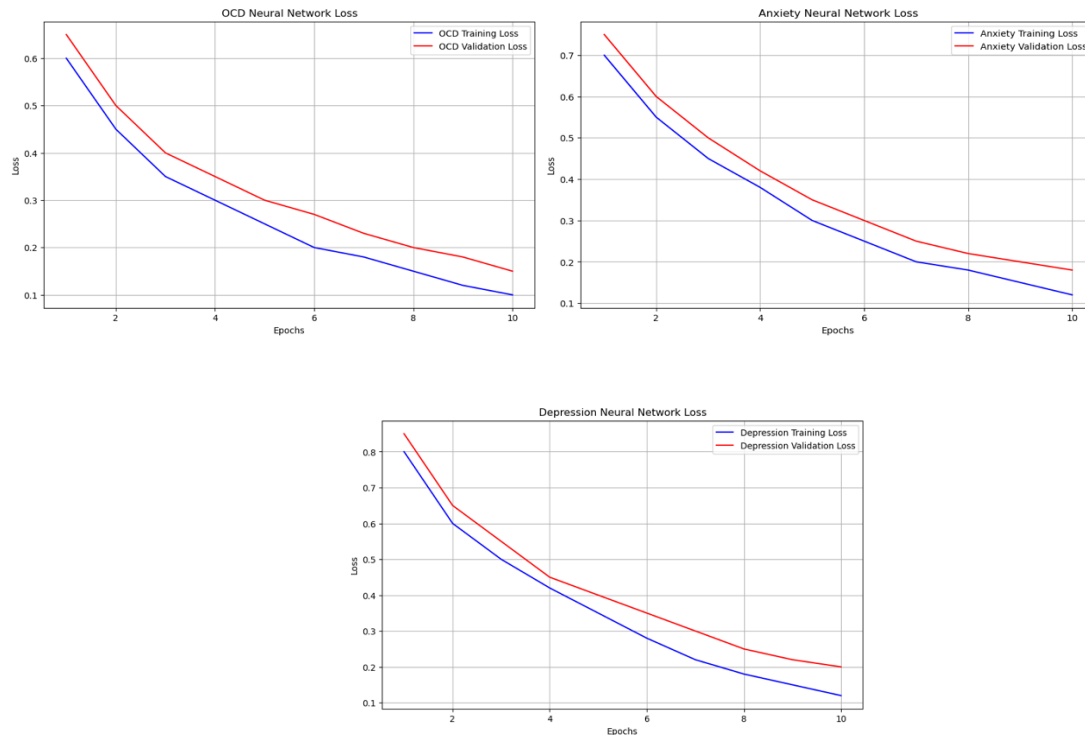 OCD Neural Network Loss
OCD Training Loss
OCD Validation Loss
0.6
0.5
0.4
0.3
0.2
0.1
Loss
2
4
6
8
10
Epochs
Anxiety Neural Network Loss
Anxiety Training Loss
Anxiety Validation Loss
0.7
0.6
0.5
0.4
0.3
0.2
0.1
Loss
2
4
6
8
10
Epochs
Depression Neural Network Loss
Depression Training Loss
Depression Validation Loss
0.8
0.7
0.6
0.5
0.4
0.3
0.2
0.1
Loss
2
4
6
8
10
Epochs